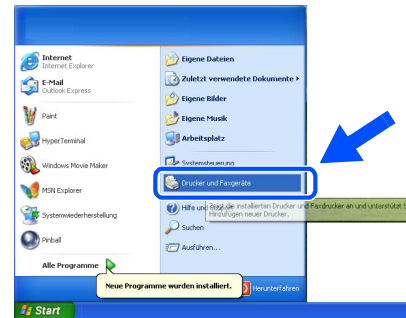 Internet
Internet Explorer
E-Mail
Outlook Express
Paint
HyperTerminal
Windows Movie Maker
MSN Explorer
Systemwiederherstellung
Pinball
Alle Programme
Eigene Dateien
Zuletzt verwendete Dokumente
Eigene Bilder
Eigene Musik
Arbeitsplatz
Systemsteuerung
Drucker und Faxgeräte
Hilfe und
Zeigt die installierten Drucker und Faxdrucker an und unterstützt S
Hinzufügen neuer Drucker.
Suchen
Ausführen...
Neue Programme wurden installiert.
Herunterfahren
Start